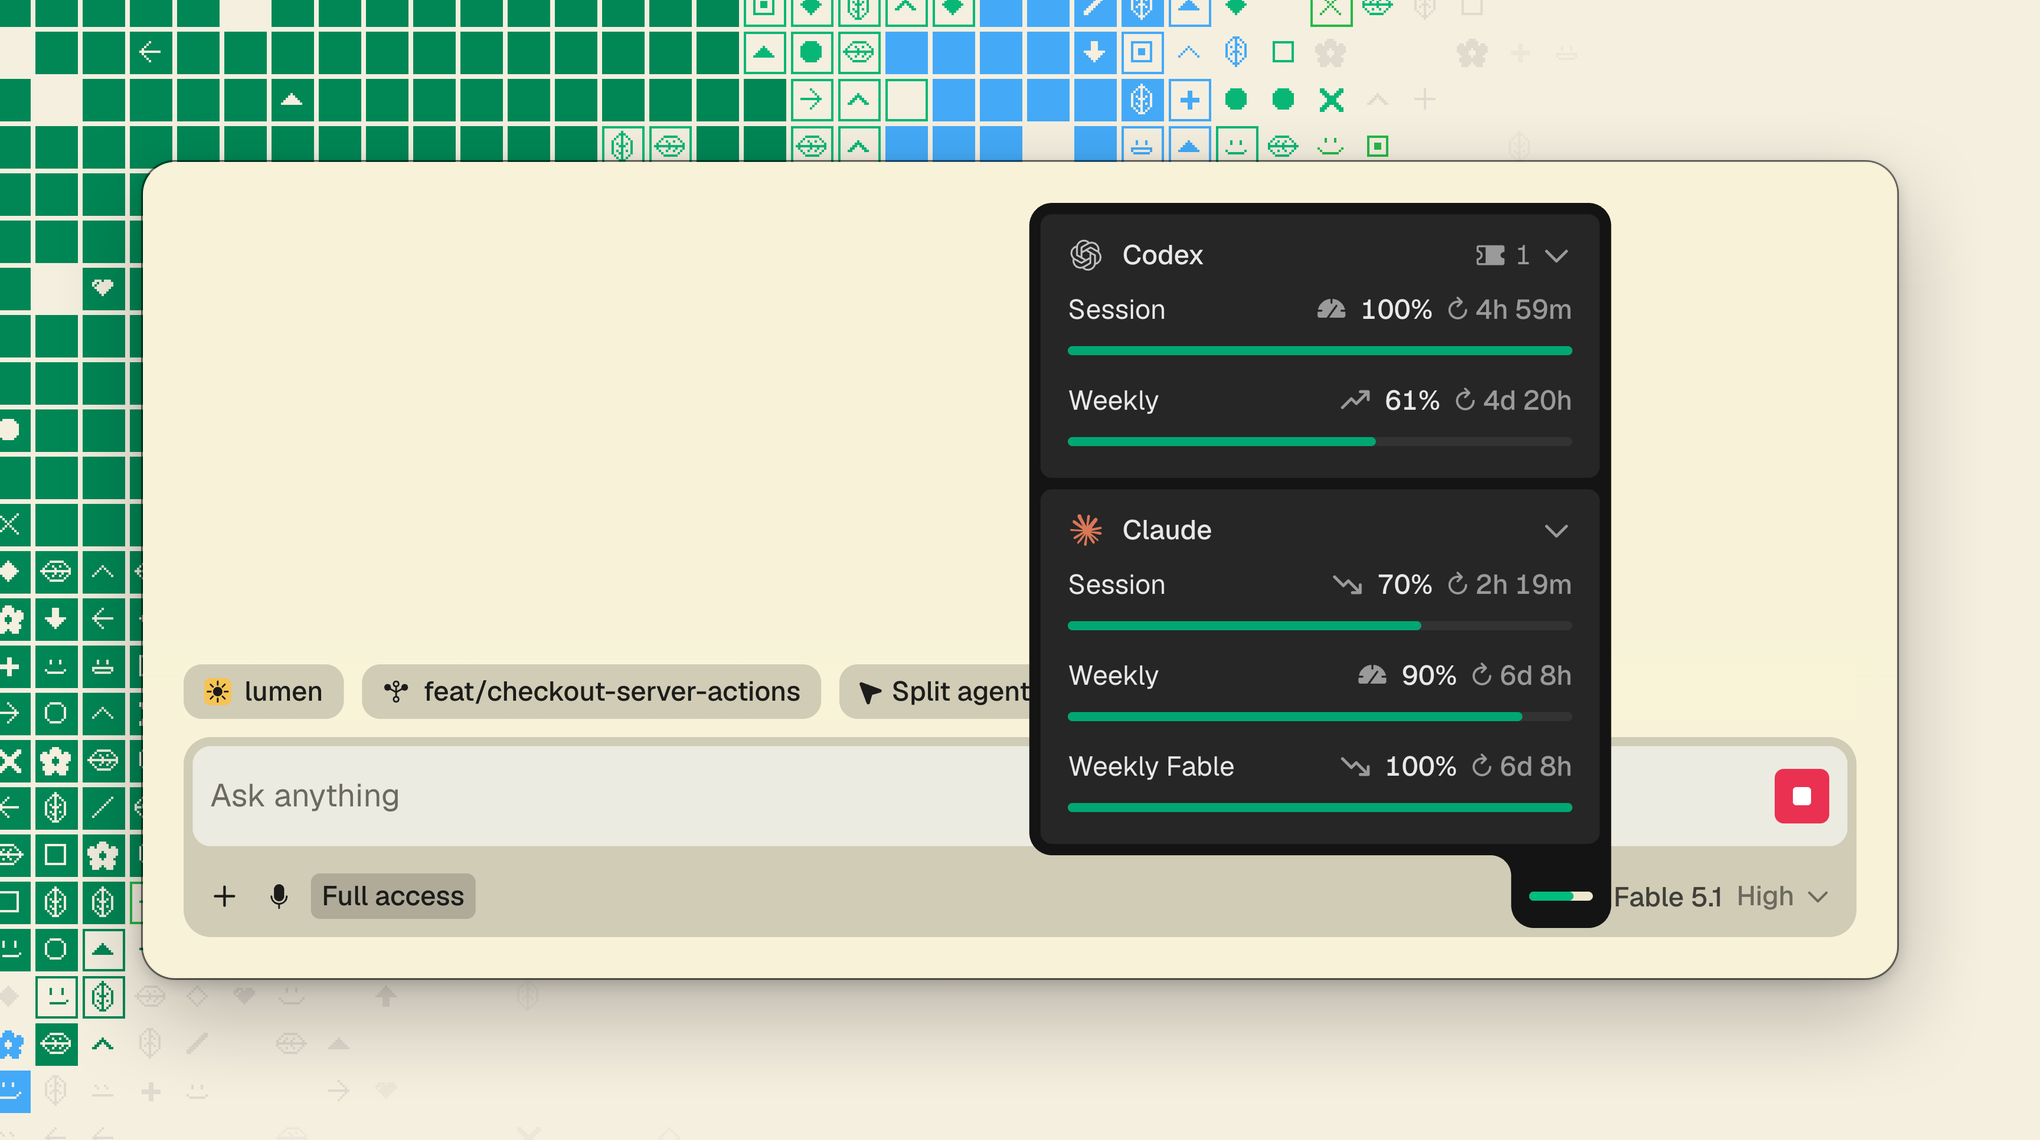 Codex
1
Session
100%
4h 59m
Weekly
61%
4d 20h
Claude
Session
70%
2h 19m
Weekly
90%
6d 8h
Weekly Fable
100%
6d 8h
lumen
feat/checkout-server-actions
Split agent
Ask anything
Full access
Fable 5.1
High